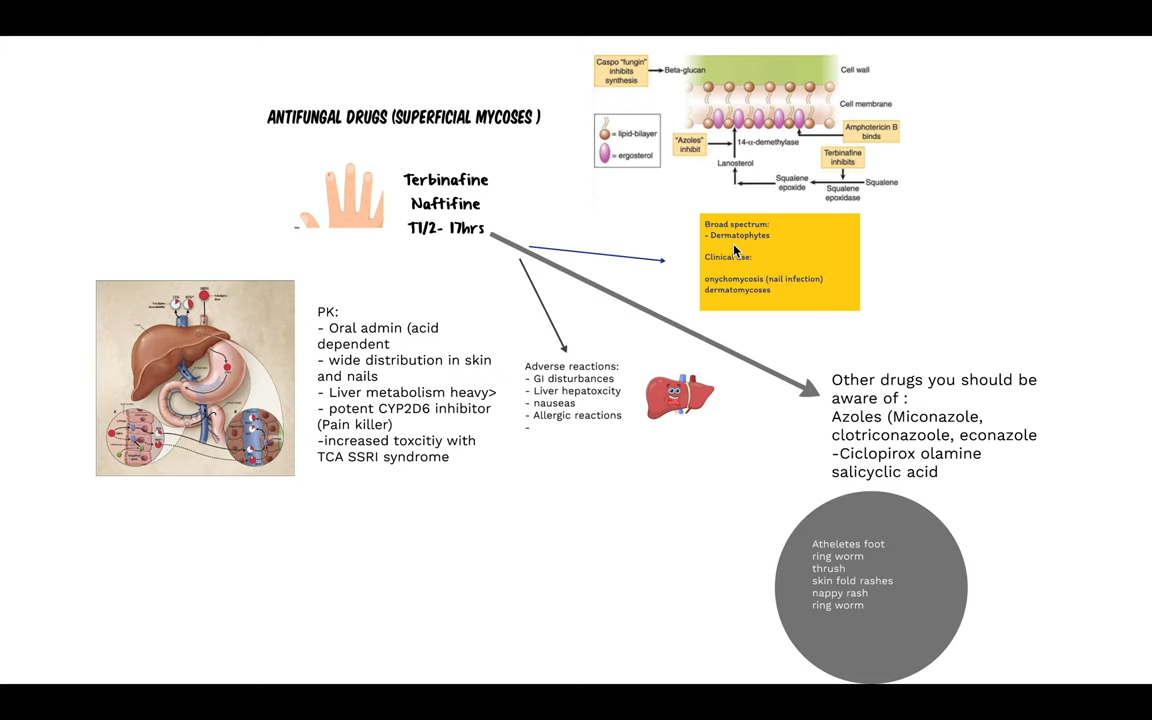 ANTIFUNGAL DRUGS (SUPERFICIAL MYCOSES )
Caspo "fungin"
inhibits
synthesis
Beta-glucan
Cell wall
Cell membrane
= lipid-bilayer
= ergosterol
"Azoles"
inhibit
14-α-demethylase
Amphotericin B
binds
Terbinafine
inhibits
Lanosterol
Squalene
epoxide
Squalene
Squalene
epoxidase
Terbinafine
Naftifine
T1/2- 17hrs
Broad spectrum:
- Dermatophytes
Clinical use:
onychomycosis (nail infection)
dermatomycoses
PK:
- Oral admin (acid
dependent
- wide distribution in skin
and nails
- Liver metabolism heavy>
- potent CYP2D6 inhibitor
(Pain killer)
-increased toxcitiy with
TCA SSRI syndrome
Adverse reactions:
- GI disturbances
- Liver hepatoxcity
- nauseas
- Allergic reactions
-
Other drugs you should be
aware of :
Azoles (Miconazole,
clotriconazoole, econazole
-Ciclopirox olamine
salicyclic acid
Atheletes foot
ring worm
thrush
skin fold rashes
nappy rash
ring worm